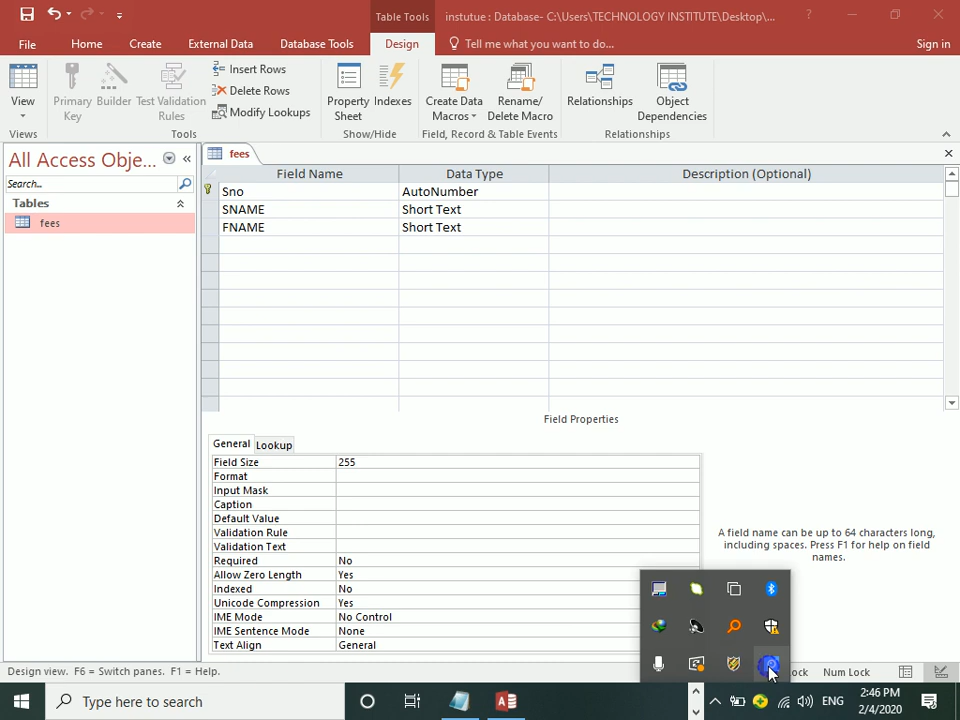 Table Tools
instutue : Database- C:\Users\TECHNOLOGY INSTITUTE\Desktop\...
?
File
Home
Create
External Data
Database Tools
Design
Tell me what you want to do...
Sign in
View
Primary Key
Builder
Test Validation Rules
Insert Rows
Delete Rows
Modify Lookups
Property Sheet
Indexes
Create Data Macros
Rename/ Delete Macro
Relationships
Object Dependencies
Views
Tools
Show/Hide
Field, Record & Table Events
Relationships
All Access Obje...
Search...
Tables
fees
fees
Field Name Data Type Description (Optional)
Sno AutoNumber
SNAME Short Text
FNAME Short Text
Field Properties
General Lookup
Field Size 255
Format
Input Mask
Caption
Default Value
Validation Rule
Validation Text
Required No
Allow Zero Length Yes
Indexed No
Unicode Compression Yes
IME Mode No Control
IME Sentence Mode None
Text Align General
A field name can be up to 64 characters long,
including spaces. Press F1 for help on field
names.
Design view. F6 = Switch panes. F1 = Help.
Num Lock
Type here to search
ENG
2:46 PM
2/4/2020